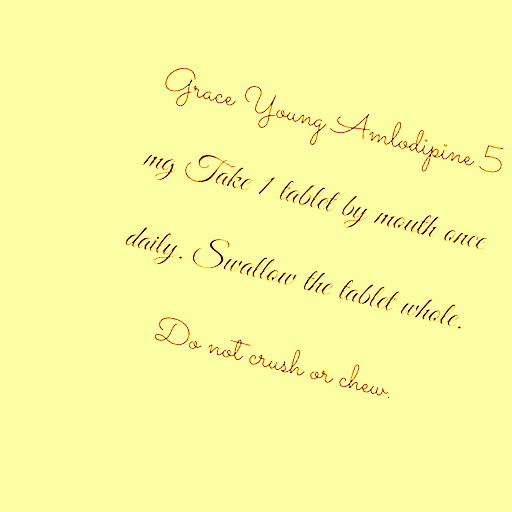 Grace Young Amlodipine 5
mg Take 1 tablet by mouth once
daily. Swallow the tablet whole.
Do not crush or chew.